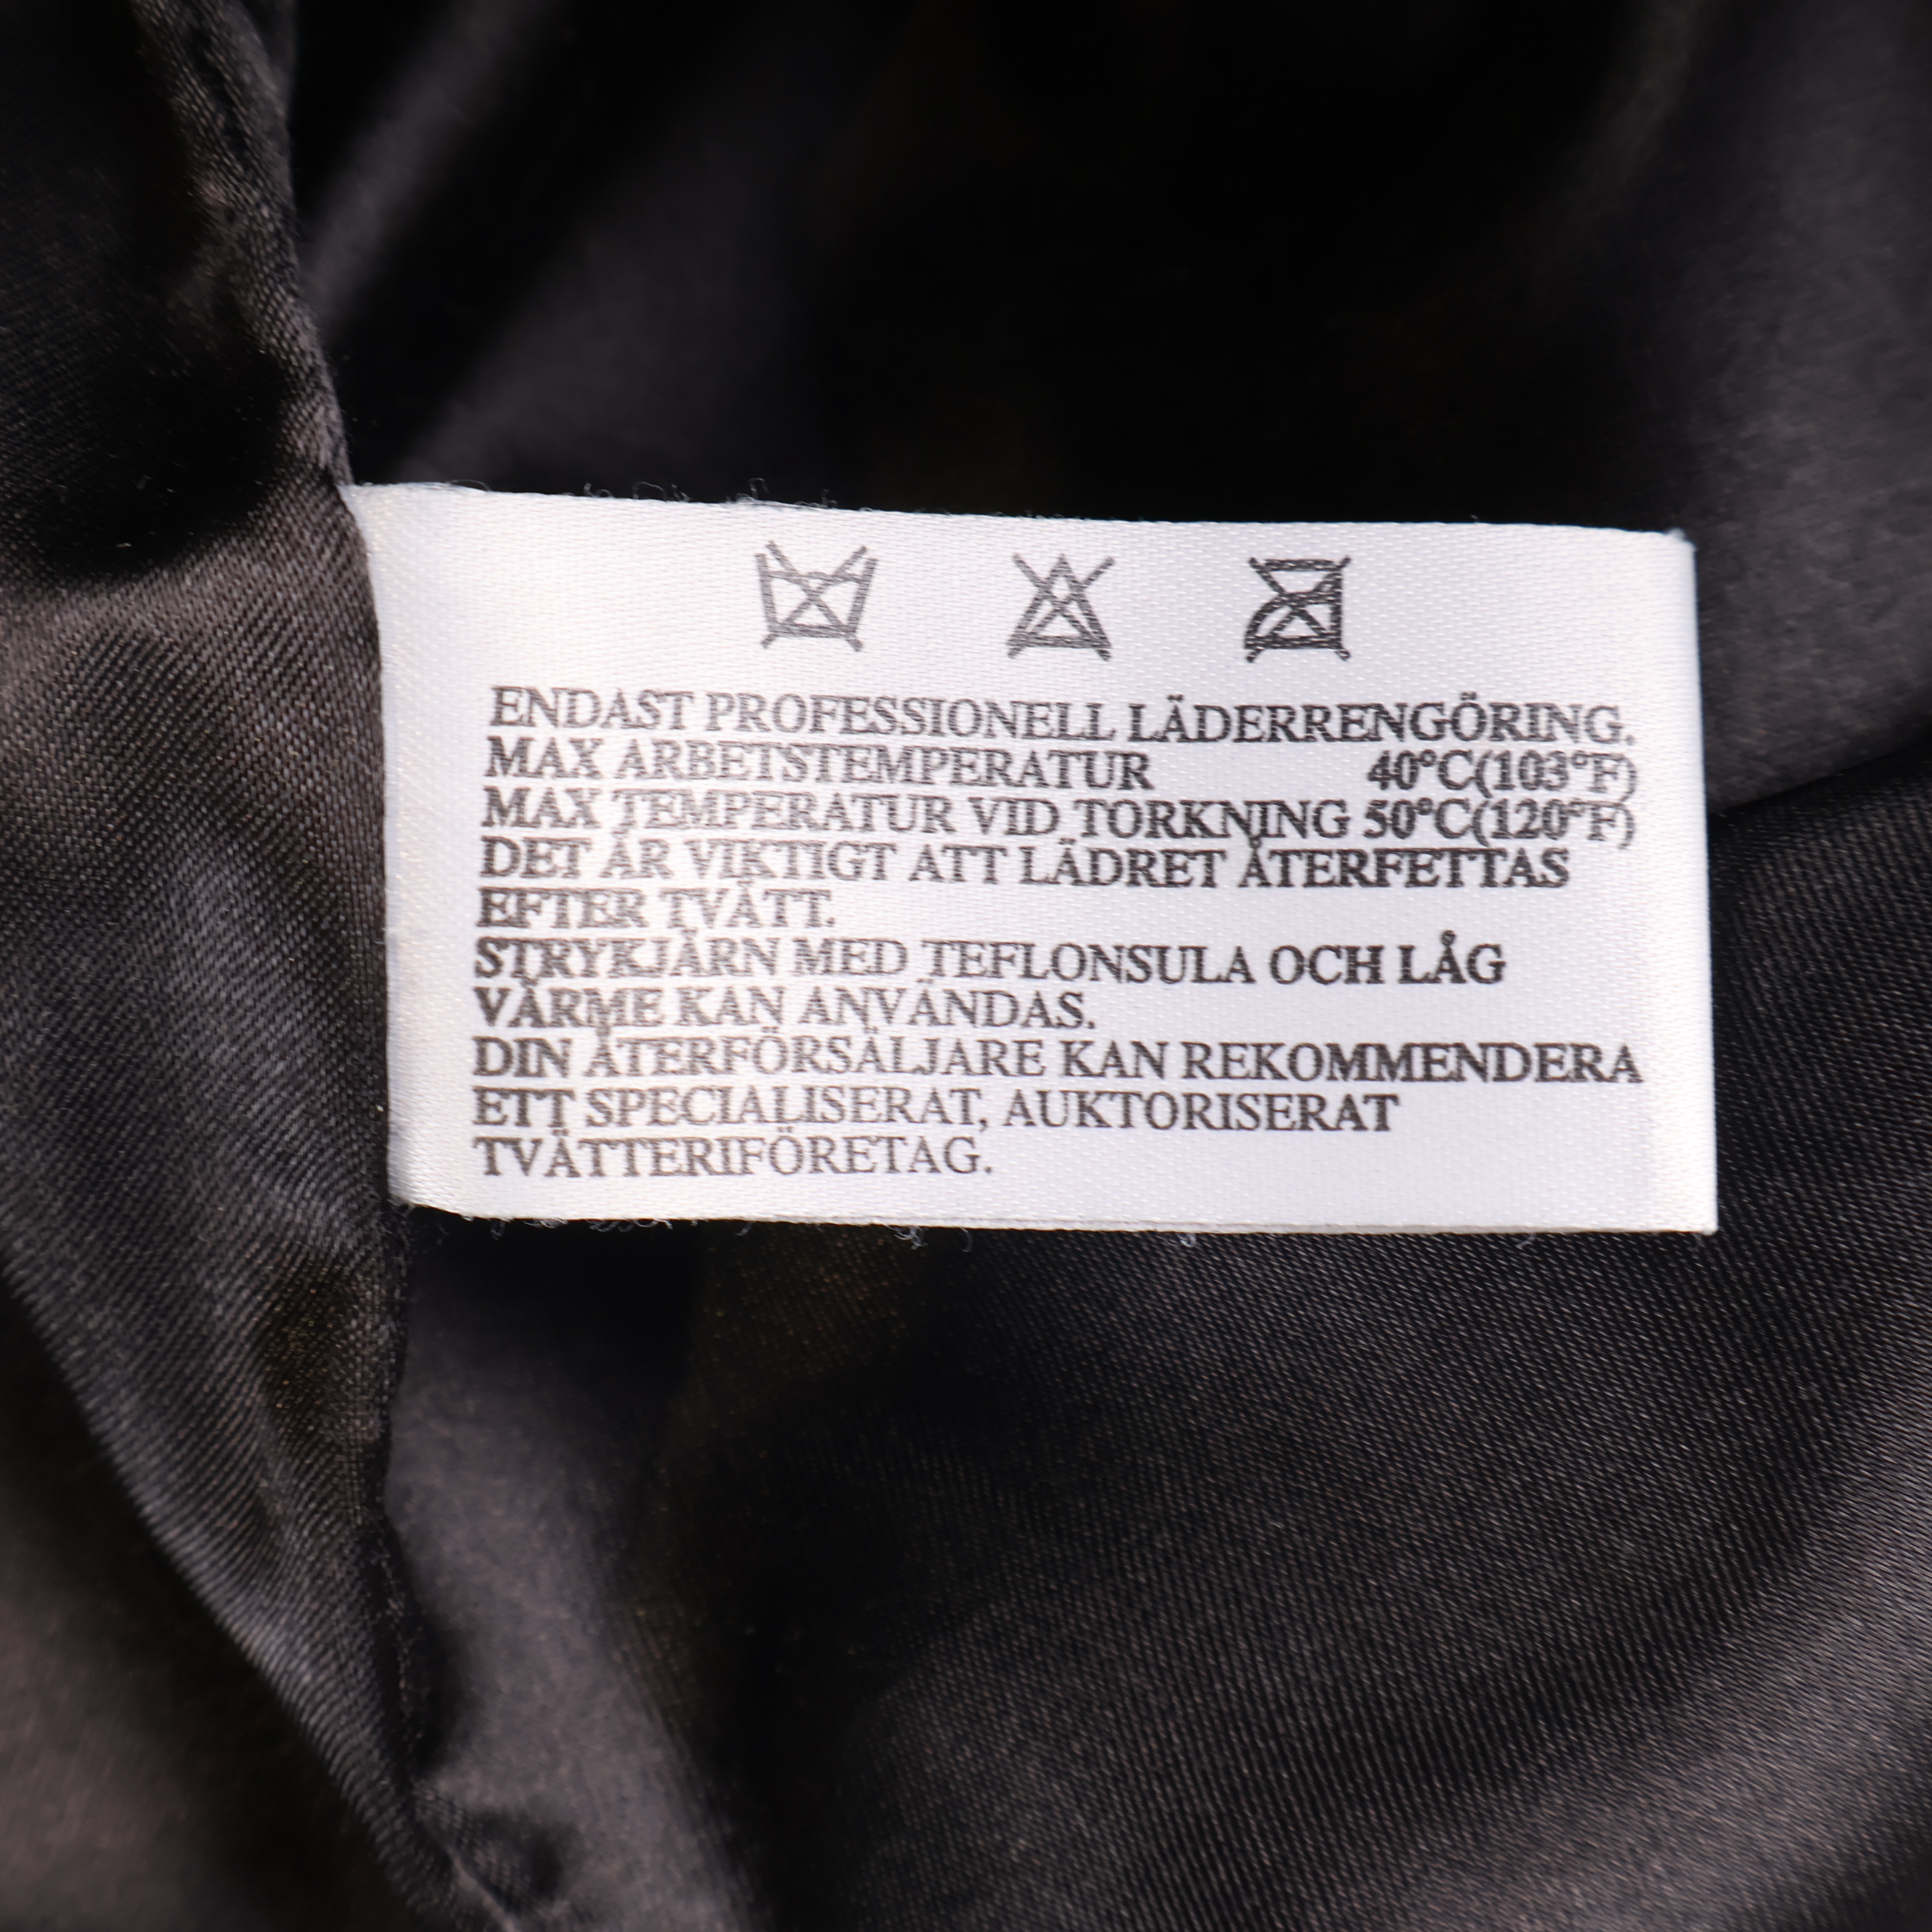 ENDAST PROFESSIONELL LÄDERRENGÖRING.
MAX ARBETSTEMPERATUR 40°C(103°F)
MAX TEMPERATUR VID TORKNING 50°C(120°F)
DET ÄR VIKTIGT ATT LÄDRET ÅTERFETTAS
EFTER TVÄTT.
STRYKJÄRN MED TEFLONSULA OCH LÅG
VÄRME KAN ANVÄNDAS.
DIN ÅTERFÖRSÄLJARE KAN REKOMMENDERA
ETT SPECIALISERAT, AUKTORISERAT
TVÄTTERIFÖRETAG.